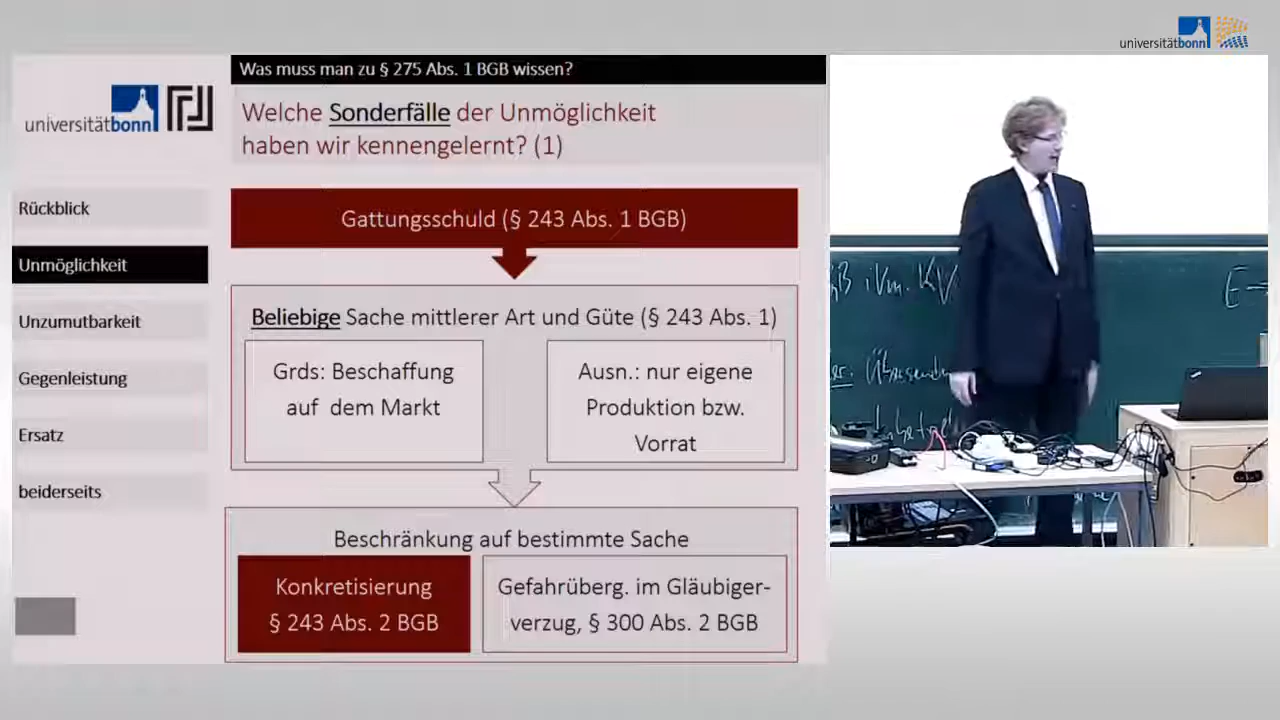 universitätbonn
Was muss man zu § 275 Abs. 1 BGB wissen?
universitätbonn
Welche Sonderfälle der Unmöglichkeit
haben wir kennengelernt? (1)
Rückblick
Unmöglichkeit
Unzumutbarkeit
Gegenleistung
Ersatz
beiderseits
Gattungsschuld (§ 243 Abs. 1 BGB)
Beliebige Sache mittlerer Art und Güte (§ 243 Abs. 1)
Grds: Beschaffung
auf dem Markt
Ausn.: nur eigene
Produktion bzw.
Vorrat
Beschränkung auf bestimmte Sache
Konkretisierung
§ 243 Abs. 2 BGB
Gefahrüberg. im Gläubiger-
verzug, § 300 Abs. 2 BGB
iVm. KV
E→